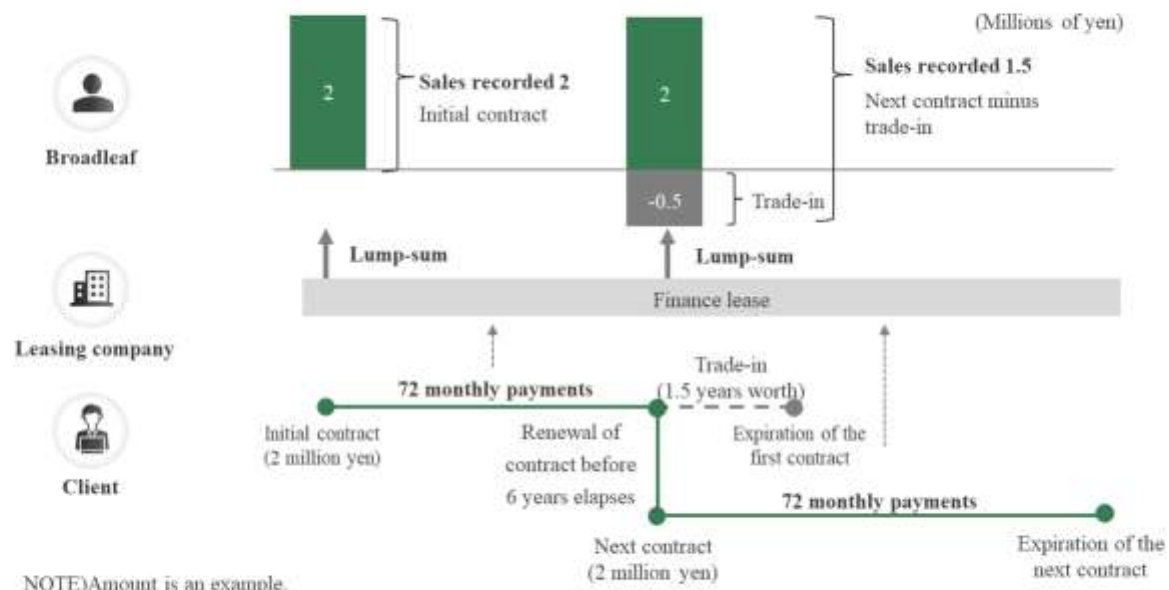 (Millions of yen)
2
Sales recorded 2
Initial contract
2
Sales recorded 1.5
Next contract minus
trade-in
Broadleaf
-0.5
Trade-in
Lump-sum
Lump-sum
Finance lease
Leasing company
72 monthly payments
Trade-in
(1.5 years worth)
Initial contract
(2 million yen)
Renewal of
contract before
6 years elapses
Expiration of the
first contract
Client
72 monthly payments
Next contract
(2 million yen)
Expiration of the
next contract
NOTE)Amount is an example.